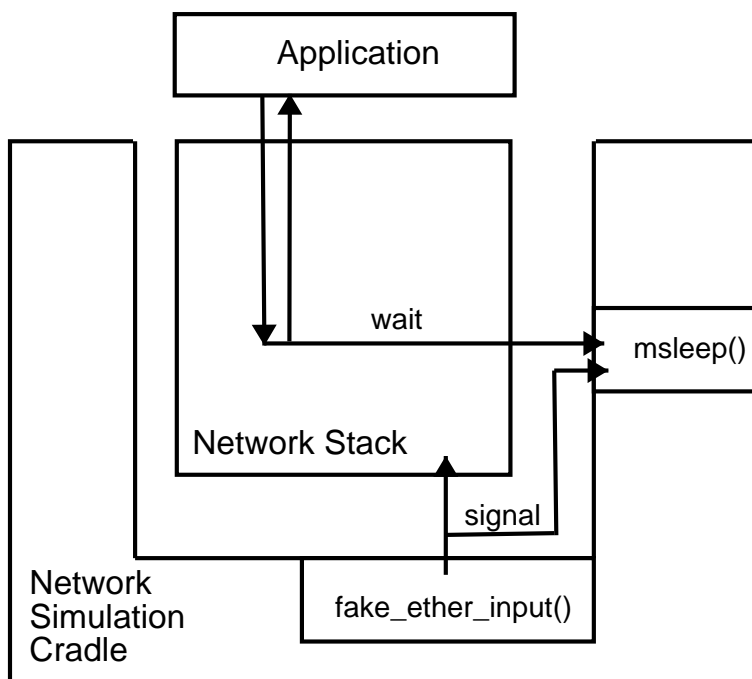 Application
wait
msleep()
Network Stack
signal
Network
Simulation
Cradle
fake_ether_input()